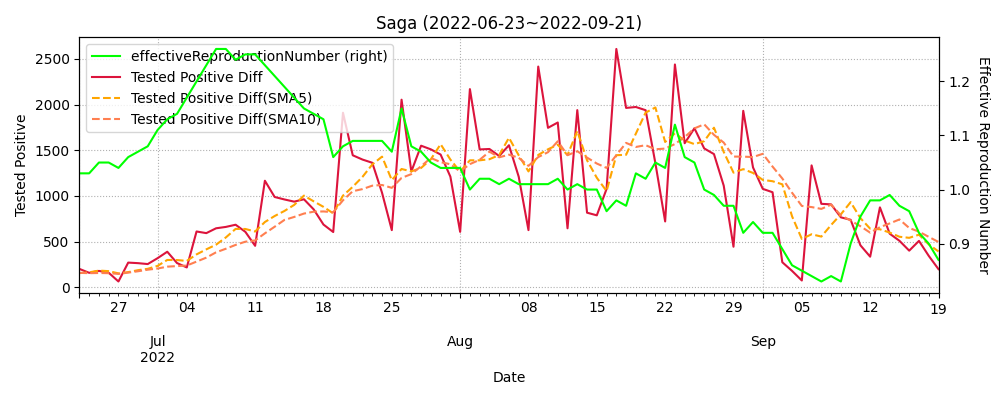 Saga (2022-06-23~2022-09-21)
effectiveReproductionNumber (right)
Tested Positive Diff
Tested Positive Diff(SMA5)
Tested Positive Diff(SMA10)
Tested Positive
2500
2000
1500
1000
500
0
1.2
1.1
1.0
0.9
Effective Reproduction Number
27 04 11 18 25 08 15 22 29 05 12 19
Jul Aug Sep
2022
Date